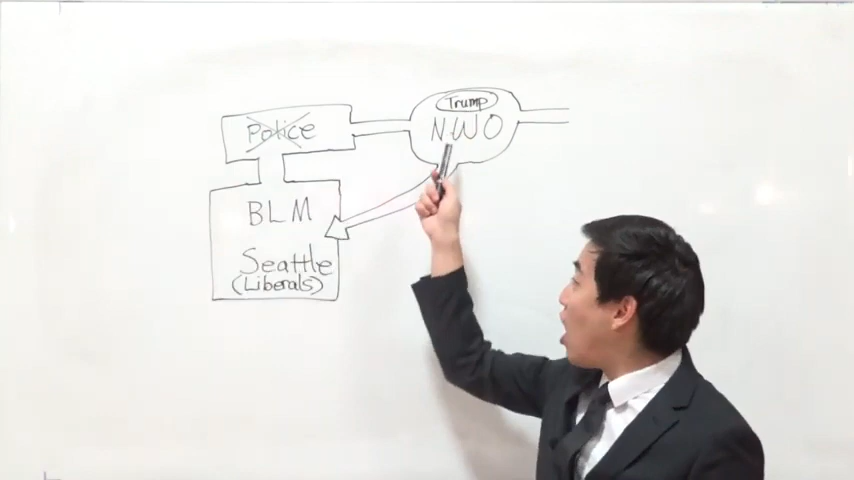 Trump
Police
NWO
BLM
Seattle
(Liberals)